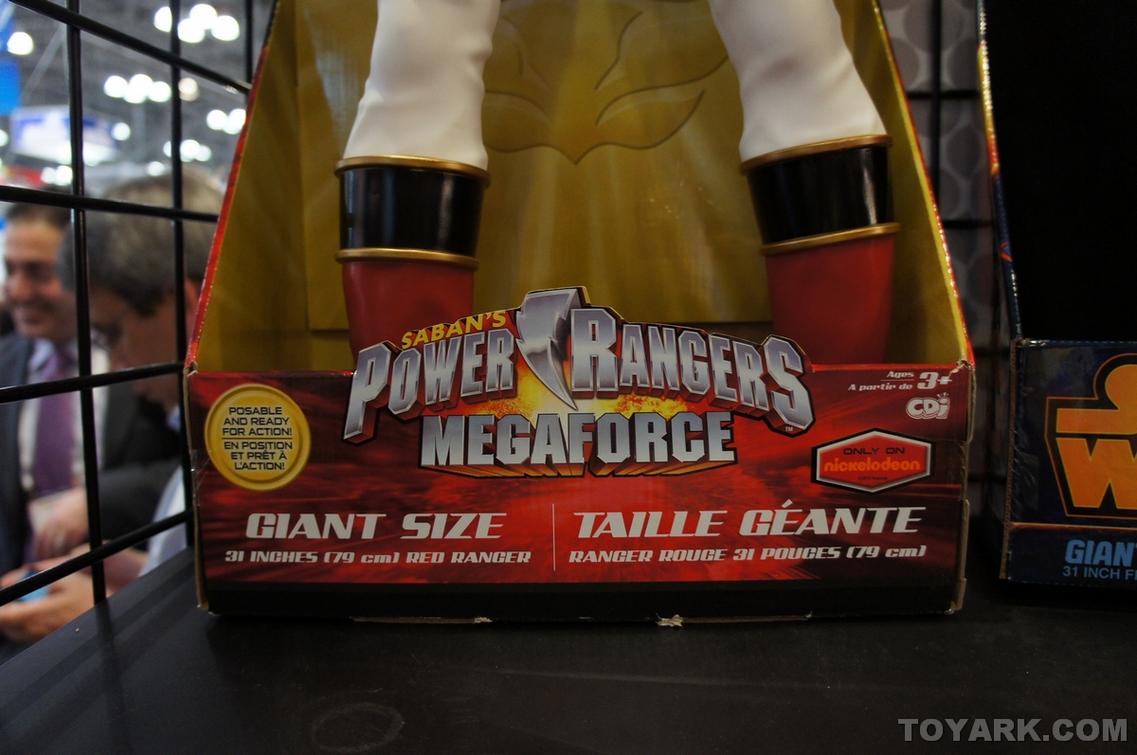 SABAN'S
POWER RANGERS
TM
MEGAFORCE
POSABLE
AND READY
FOR ACTION!
EN POSITION
ET PRÊT À
L'ACTION!
Ages
A partir de 3+
CDI
ONLY ON
nickelodeon
GIANT SIZE
31 INCHES (79 cm) RED RANGER
TAILLE GÉANTE
RANGER ROUGE 31 POUCES (79 cm)
W
GIAN
31 INCH F
TOYARK.COM